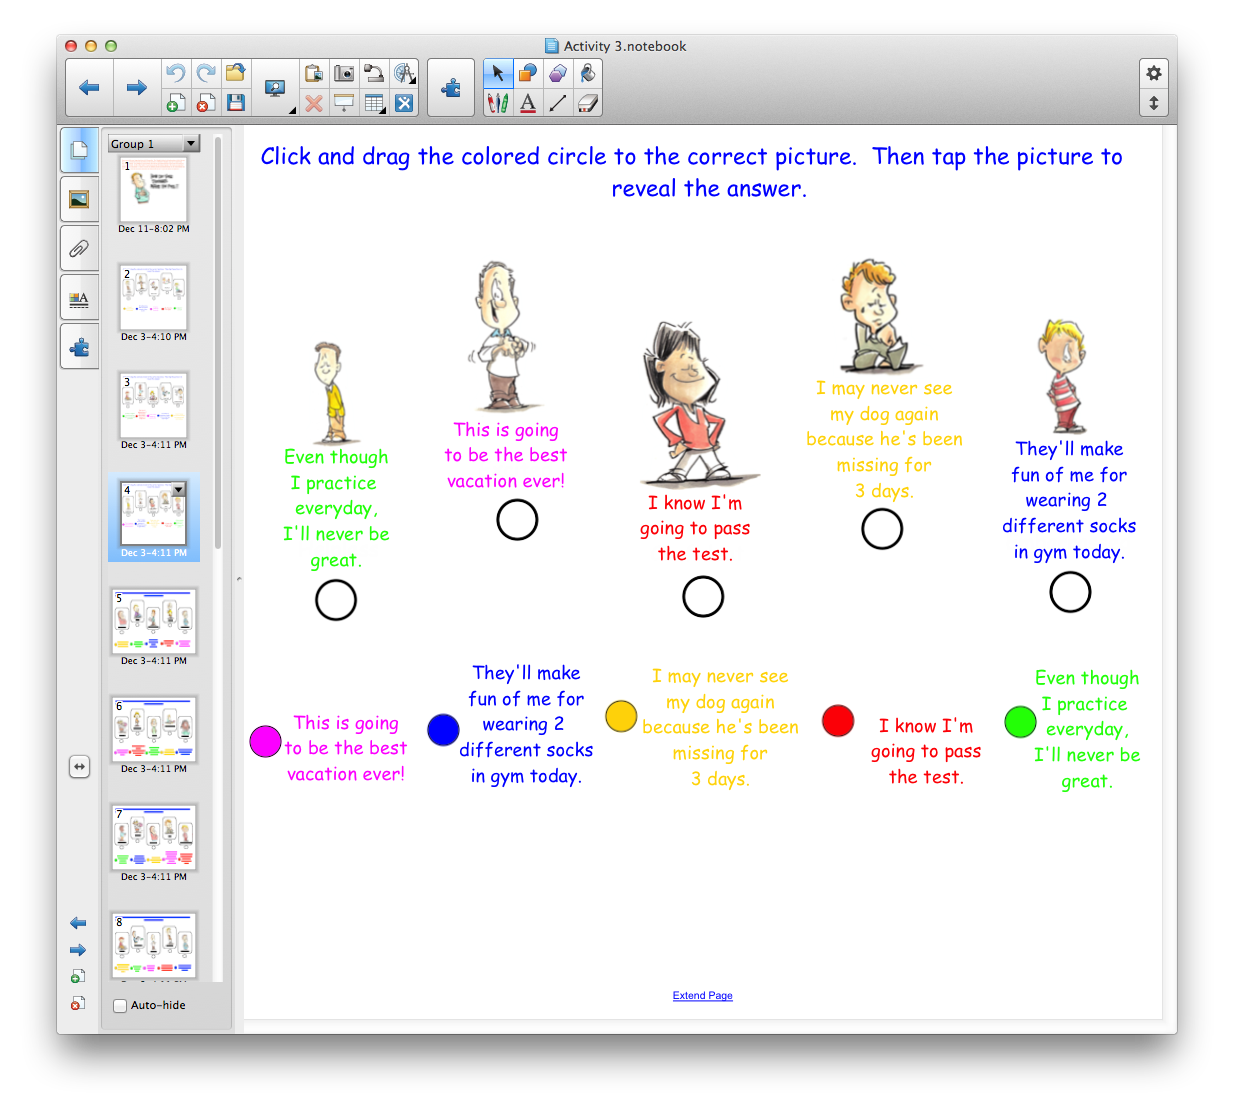 Activity 3.notebook
Group 1
1
Dec 11-8:02 PM
2
Dec 3-4:10 PM
3
Dec 3-4:11 PM
4
Dec 3-4:11 PM
5
Dec 3-4:11 PM
6
Dec 3-4:11 PM
7
Dec 3-4:11 PM
8
Auto-hide
Click and drag the colored circle to the correct picture. Then tap the picture to
reveal the answer.
Even though
I practice
everyday,
I'll never be
great.
This is going
to be the best
vacation ever!
I know I'm
going to pass
the test.
I may never see
my dog again
because he's been
missing for
3 days.
They'll make
fun of me for
wearing 2
different socks
in gym today.
This is going
to be the best
vacation ever!
They'll make
fun of me for
wearing 2
different socks
in gym today.
I may never see
my dog again
because he's been
missing for
3 days.
I know I'm
going to pass
the test.
Even though
I practice
everyday,
I'll never be
great.
Extend Page